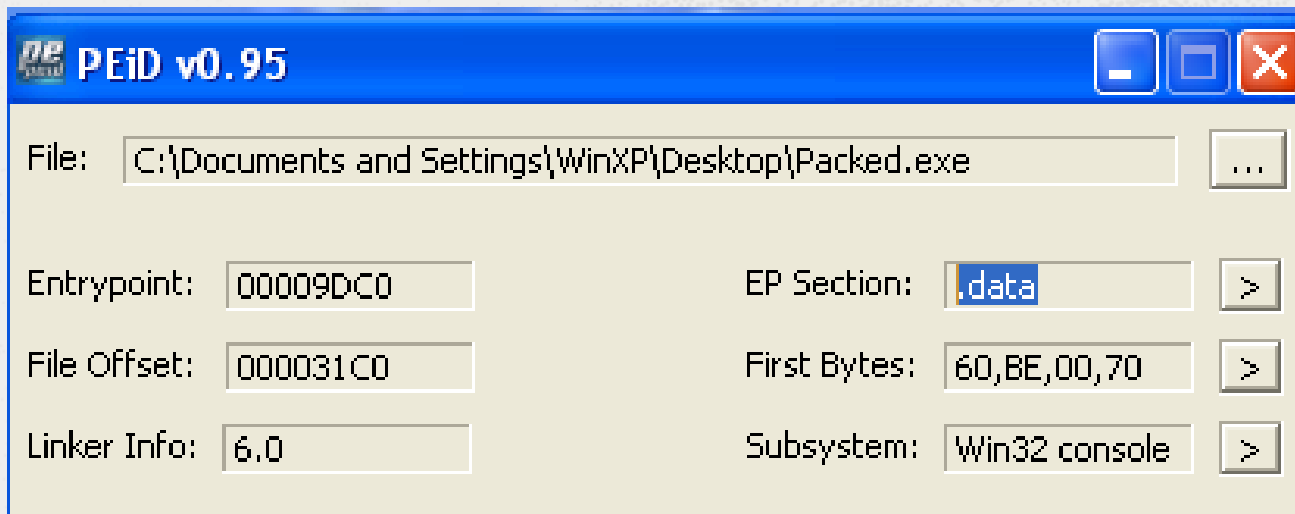 PEiD v0.95
File: C:\Documents and Settings\WinXP\Desktop\Packed.exe ...
Entrypoint: 00009DC0 EP Section: .data >
File Offset: 000031C0 First Bytes: 60,BE,00,70 >
Linker Info: 6.0 Subsystem: Win32 console >